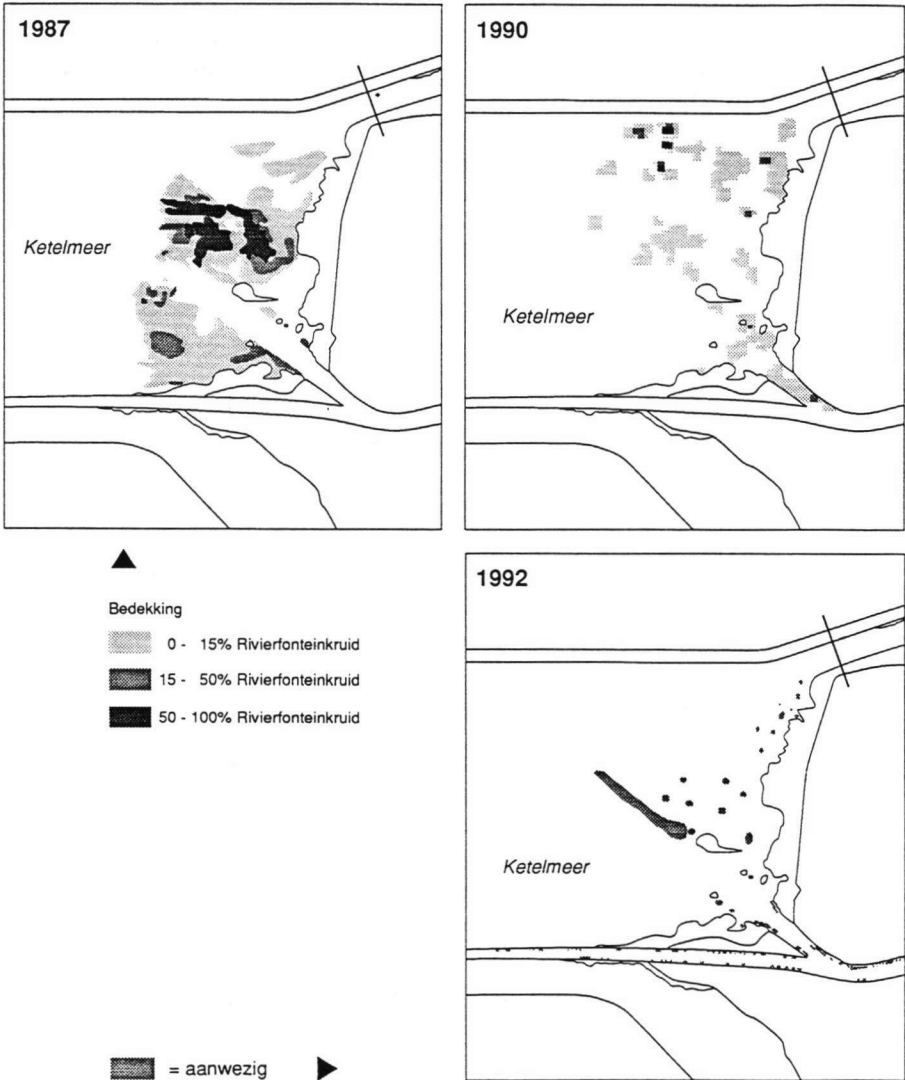 1987
Ketelmeer
1990
Ketelmeer
Bedekking
0 - 15% Rivierfonteinkruid
15 - 50% Rivierfonteinkruid
50 - 100% Rivierfonteinkruid
1992
Ketelmeer
= aanwezig